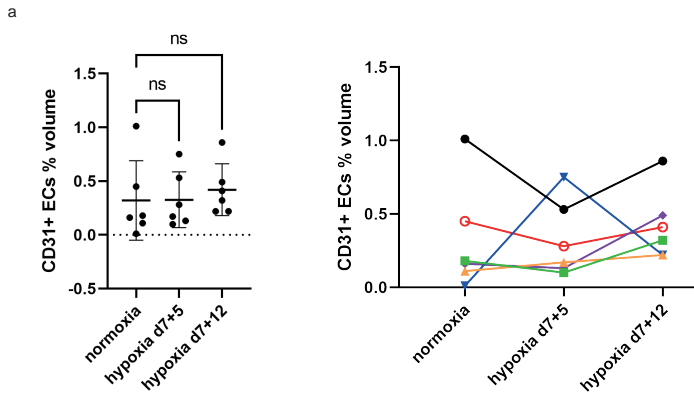 a
ns
ns
CD31+ ECs % volume
1.5
1.0
0.5
0.0
-0.5
normoxia
hypoxia d7+5
hypoxia d7+12
CD31+ ECs % volume
1.5
1.0
0.5
0.0
normoxia
hypoxia d7+5
hypoxia d7+12